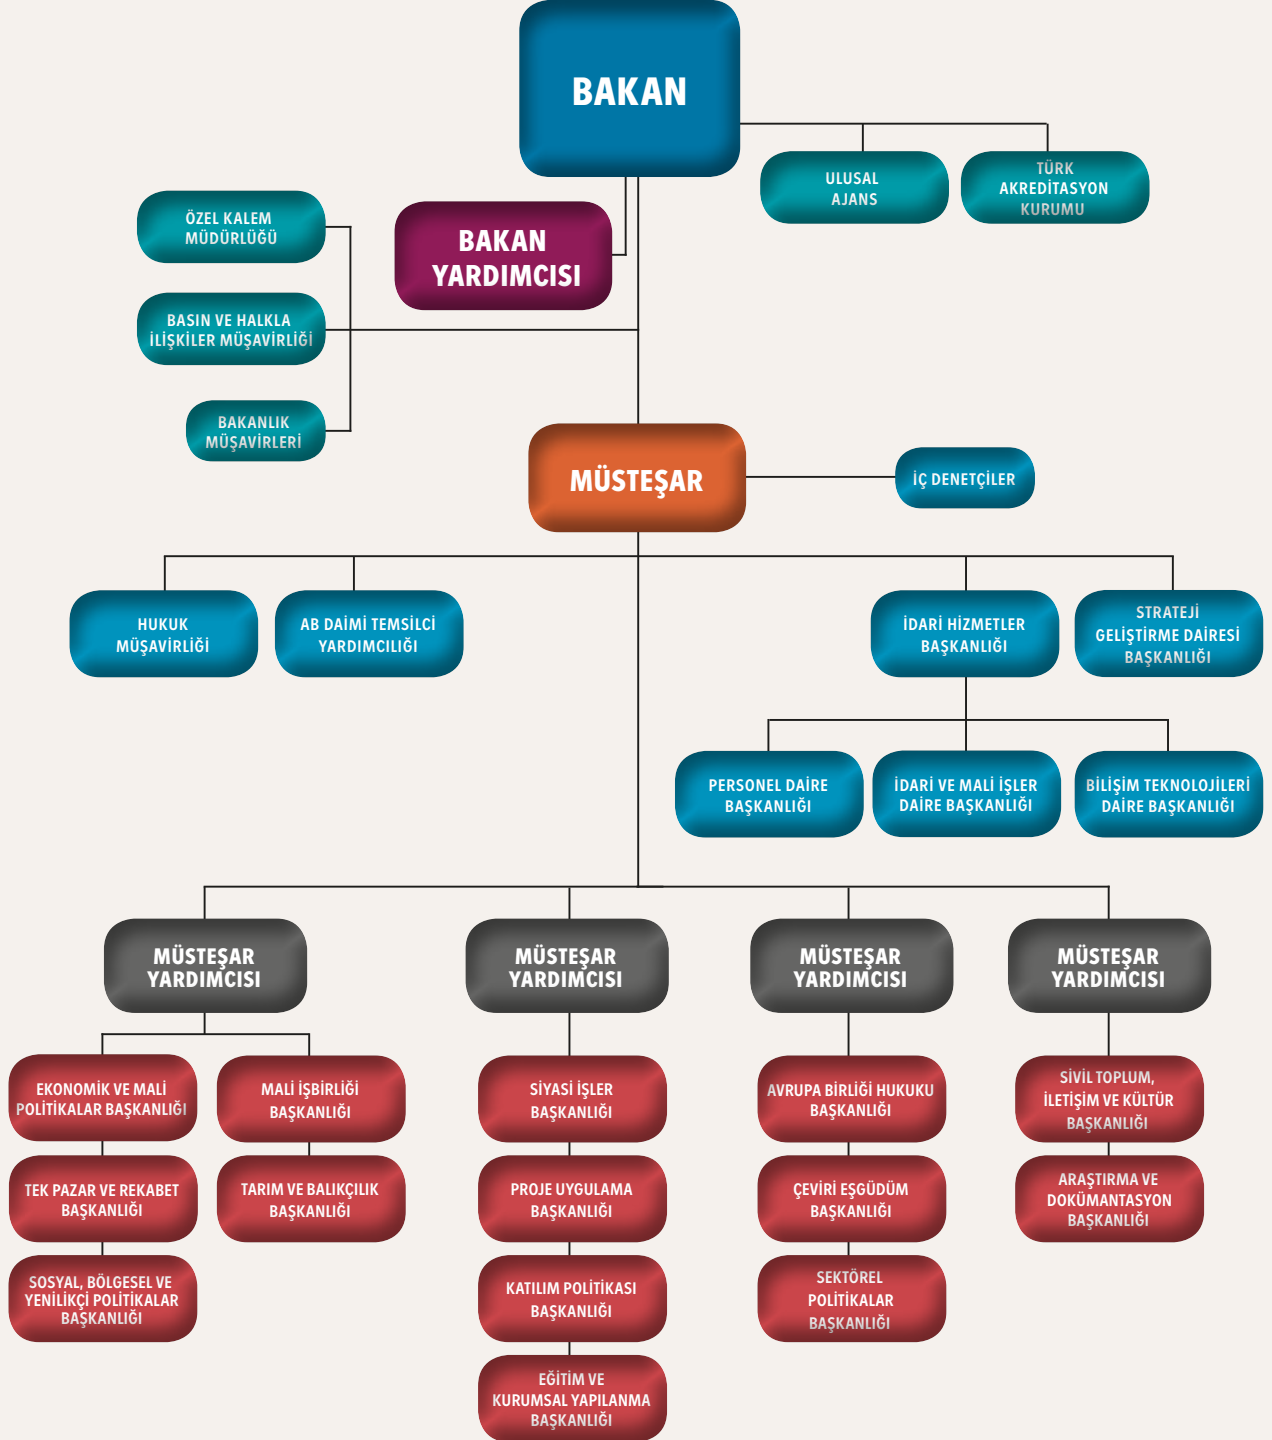 BAKAN
ULUSAL
AJANS
TÜRK
AKREDİTASYON
KURUMU
ÖZEL KALEM
MÜDÜRLÜĞÜ
BAKAN
YARDIMCISI
BASIN VE HALKLA
İLİŞKİLER MÜŞAVİRLİĞİ
BAKANLIK
MÜŞAVİRLERİ
MÜSTEŞAR
İÇ DENETÇİLER
HUKUK
MÜŞAVİRLİĞİ
AB DAİMİ TEMSİLCİ
YARDIMCILIĞI
İDARİ HİZMETLER
BAŞKANLIĞI
STRATEJİ
GELİŞTİRME DAİRESİ
BAŞKANLIĞI
PERSONEL DAİRE
BAŞKANLIĞI
İDARİ VE MALİ İŞLER
DAİRE BAŞKANLIĞI
BİLİŞİM TEKNOLOJİLERİ
DAİRE BAŞKANLIĞI
MÜSTEŞAR
YARDIMCISI
MÜSTEŞAR
YARDIMCISI
MÜSTEŞAR
YARDIMCISI
MÜSTEŞAR
YARDIMCISI
EKONOMİK VE MALİ
POLİTİKALAR BAŞKANLIĞI
MALİ İŞBİRLİĞİ
BAŞKANLIĞI
SİYASİ İŞLER
BAŞKANLIĞI
AVRUPA BİRLİĞİ HUKUKU
BAŞKANLIĞI
SİVİL TOPLUM,
İLETİŞİM VE KÜLTÜR
BAŞKANLIĞI
TEK PAZAR VE REKABET
BAŞKANLIĞI
TARIM VE BALIKÇILIK
BAŞKANLIĞI
PROJE UYGULAMA
BAŞKANLIĞI
ÇEVİRİ EŞGÜDÜM
BAŞKANLIĞI
ARAŞTIRMA VE
DOKÜMANTASYON
BAŞKANLIĞI
SOSYAL, BÖLGESEL VE
YENİLİKÇİ POLİTİKALAR
BAŞKANLIĞI
KATILIM POLİTİKASI
BAŞKANLIĞI
SEKTÖREL
POLİTİKALAR
BAŞKANLIĞI
EĞİTİM VE
KURUMSAL YAPILANMA
BAŞKANLIĞI